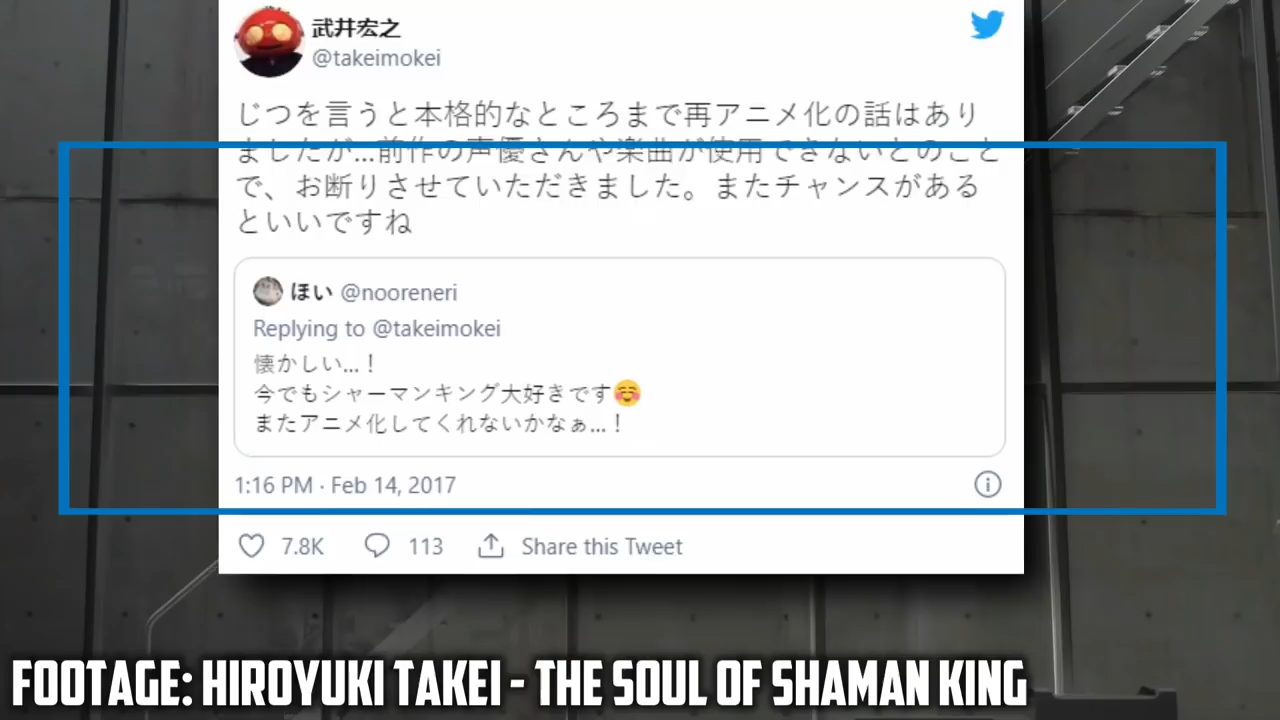 武井宏之
@takeimokei
じつを言うと本格的なところまで再アニメ化の話はあり
ましたが...前作の声優さんや楽曲が使用できないとのこと
で、お断りさせていただきました。またチャンスがある
といいですね
ほい @nooreneri
Replying to @takeimokei
懐かしい...！
今でもシャーマンキング大好きです☺️
またアニメ化してくれないかなぁ...！
1:16 PM · Feb 14, 2017
7.8K 113 Share this Tweet
FOOTAGE: HIROYUKI TAKEI - THE SOUL OF SHAMAN KING